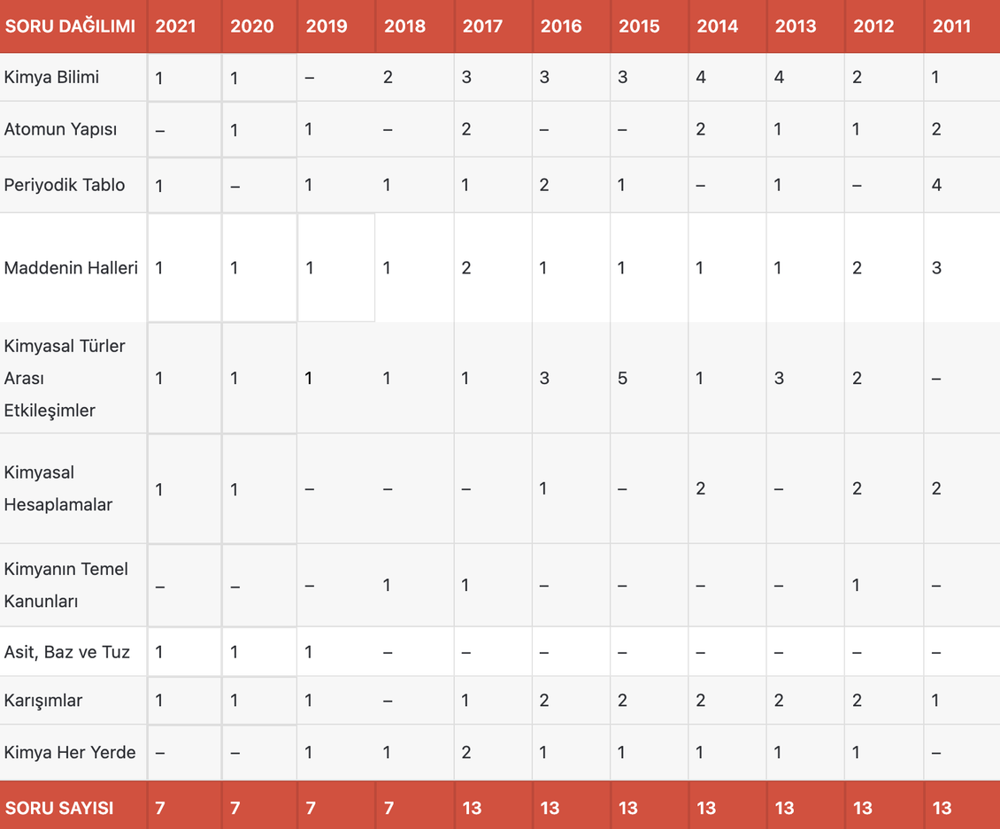 SORU DAĞILIMI 2021 2020 2019 2018 2017 2016 2015 2014 2013 2012 2011
Kimya Bilimi 1 1 – 2 3 3 3 4 4 2 1
Atomun Yapısı – 1 1 – 2 – – 2 1 1 2
Periyodik Tablo 1 – 1 1 1 2 1 – 1 – 4
Maddenin Halleri 1 1 1 1 2 1 1 1 1 2 3
Kimyasal Türler
Arası 1 1 1 1 1 3 5 1 3 2 –
Etkileşimler
Kimyasal
Hesaplamalar
1 1 – – – 1 – 2 – 2 2
Kimyanın Temel
Kanunları
– – – 1 1 – – – – 1 –
Asit, Baz ve Tuz 1 1 1 – – – – – – – –
Karışımlar 1 1 1 – 1 2 2 2 2 2 1
Kimya Her Yerde – – 1 1 2 1 1 1 1 1 –
SORU SAYISI 7 7 7 7 13 13 13 13 13 13 13